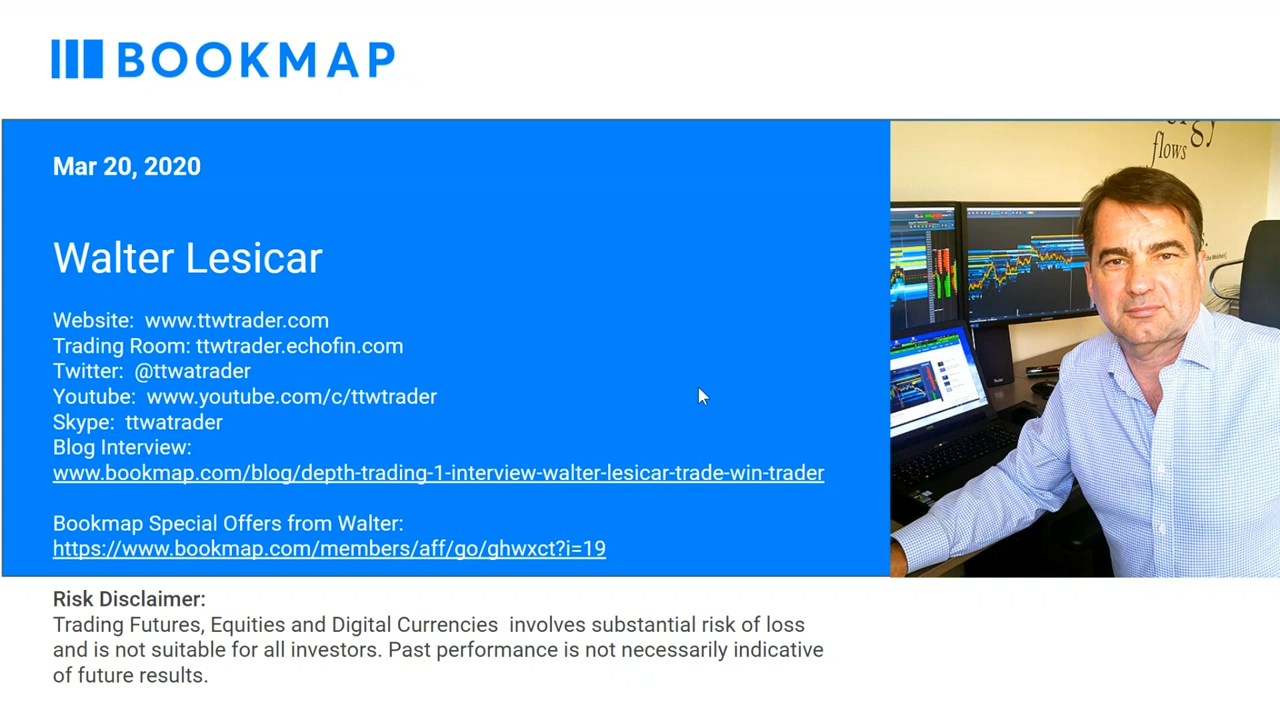 BOOKMAP
Mar 20, 2020
Walter Lesicar
Website: www.ttwtrader.com
Trading Room: ttwtrader.echofin.com
Twitter: @ttwatrader
Youtube: www.youtube.com/c/ttwtrader
Skype: ttwatrader
Blog Interview:
www.bookmap.com/blog/depth-trading-1-interview-walter-lesicar-trade-win-trader
Bookmap Special Offers from Walter:
https://www.bookmap.com/members/aff/go/ghwxct?i=19
flows
Risk Disclaimer:
Trading Futures, Equities and Digital Currencies involves substantial risk of loss
and is not suitable for all investors. Past performance is not necessarily indicative
of future results.